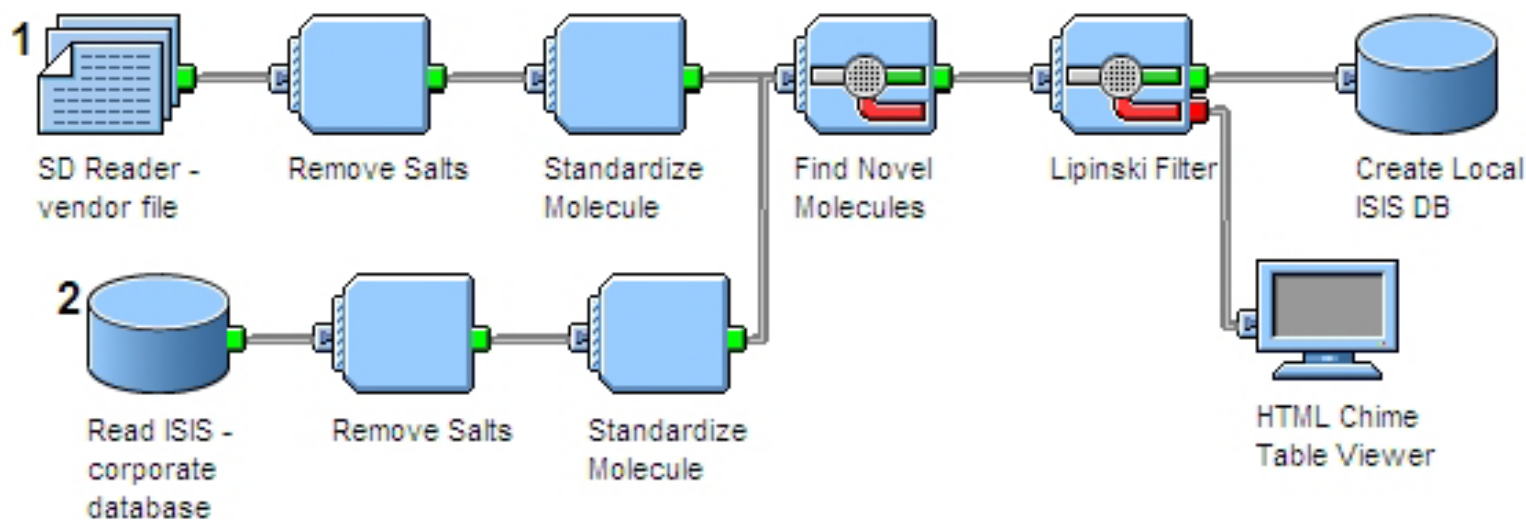 1
SD Reader -
vendor file
Remove Salts
Standardize
Molecule
Find Novel
Molecules
Lipinski Filter
Create Local
ISIS DB
2
Read ISIS -
corporate
database
Remove Salts
Standardize
Molecule
HTML Chime
Table Viewer